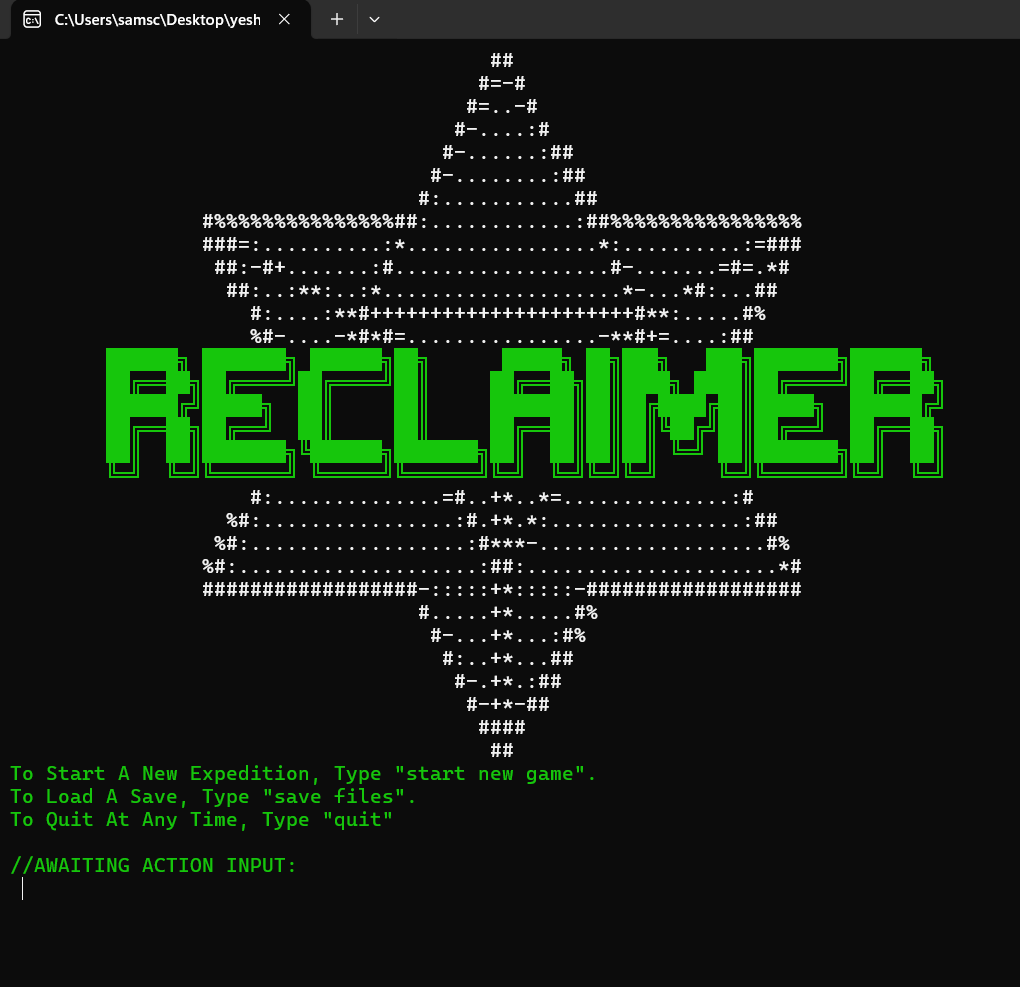 C:\Users\samsc\Desktop\yesh
RECLAIMER
To Start A New Expedition, Type "start new game".
To Load A Save, Type "save files".
To Quit At Any Time, Type "quit"
//AWAITING ACTION INPUT: